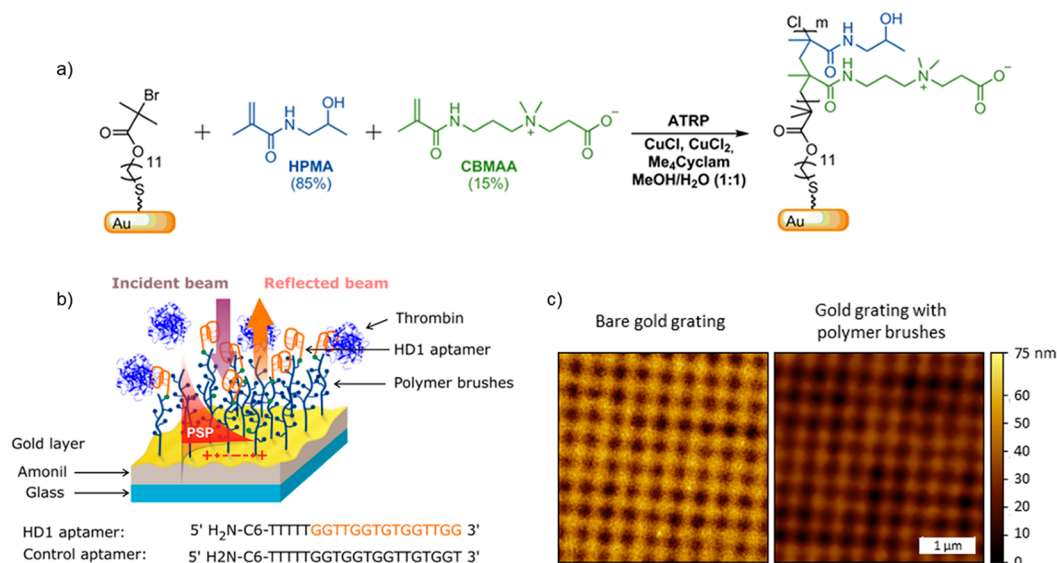 a)
Br
O
O
11
S
Au
+
O
N
H
OH
HPMA
(85%)
+
O
N
H
N
+
CO₂⁻
CBMAA
(15%)
ATRP
CuCl, CuCl₂,
Me₄Cyclam
MeOH/H₂O (1:1)
Cl
m
H
N
OH
O
H
N
N
+
O
O⁻
O
O
O
11
S
Au
b)
Incident beam
Reflected beam
Thrombin
HD1 aptamer
Polymer brushes
PSP
Gold layer
Amonil
Glass
HD1 aptamer: 5' H₂N-C6-TTTTTGGTTGGTGTGGTTGG 3'
Control aptamer: 5' H2N-C6-TTTTTGGTGGTGGTTGTGGT 3'
c)
Bare gold grating
Gold grating with
polymer brushes
1 µm
75 nm
60
50
40
30
20
10
0